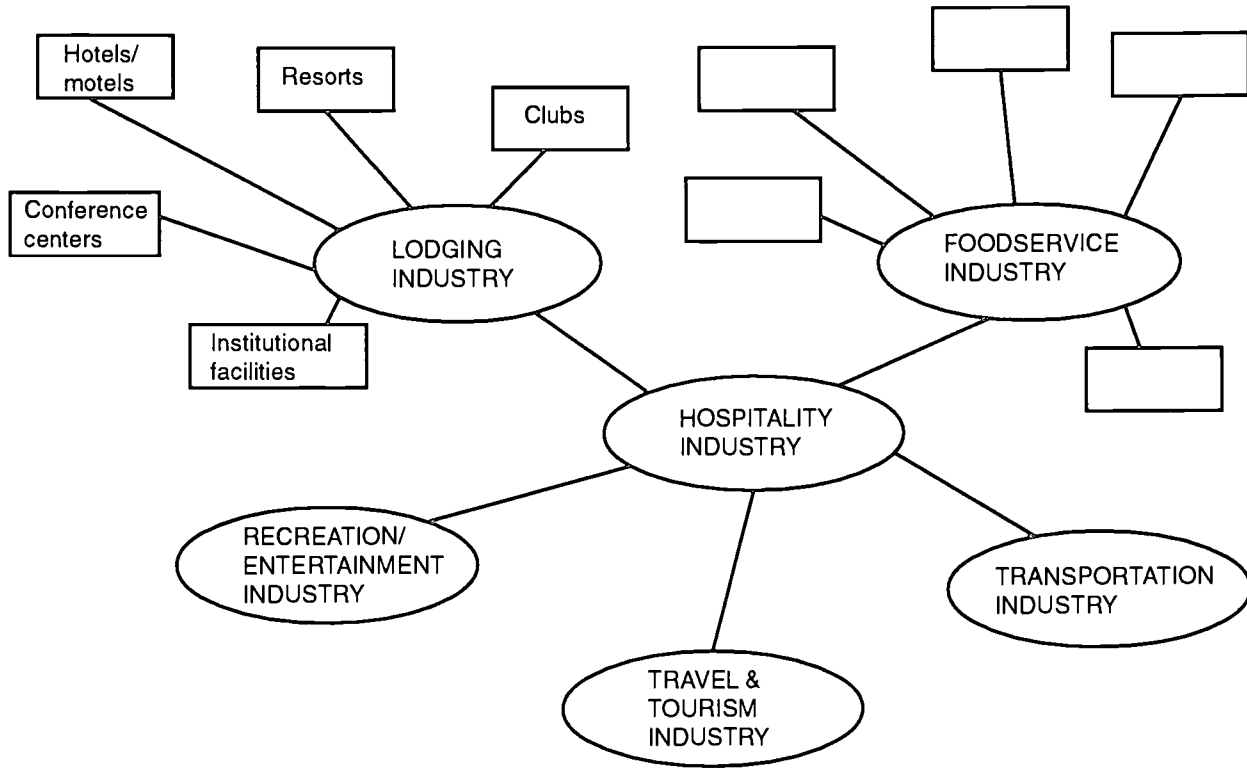 Hotels/
motels
Resorts
Clubs
Conference
centers
LODGING
INDUSTRY
FOODSERVICE
INDUSTRY
Institutional
facilities
HOSPITALITY
INDUSTRY
RECREATION/
ENTERTAINMENT
INDUSTRY
TRANSPORTATION
INDUSTRY
TRAVEL &
TOURISM
INDUSTRY